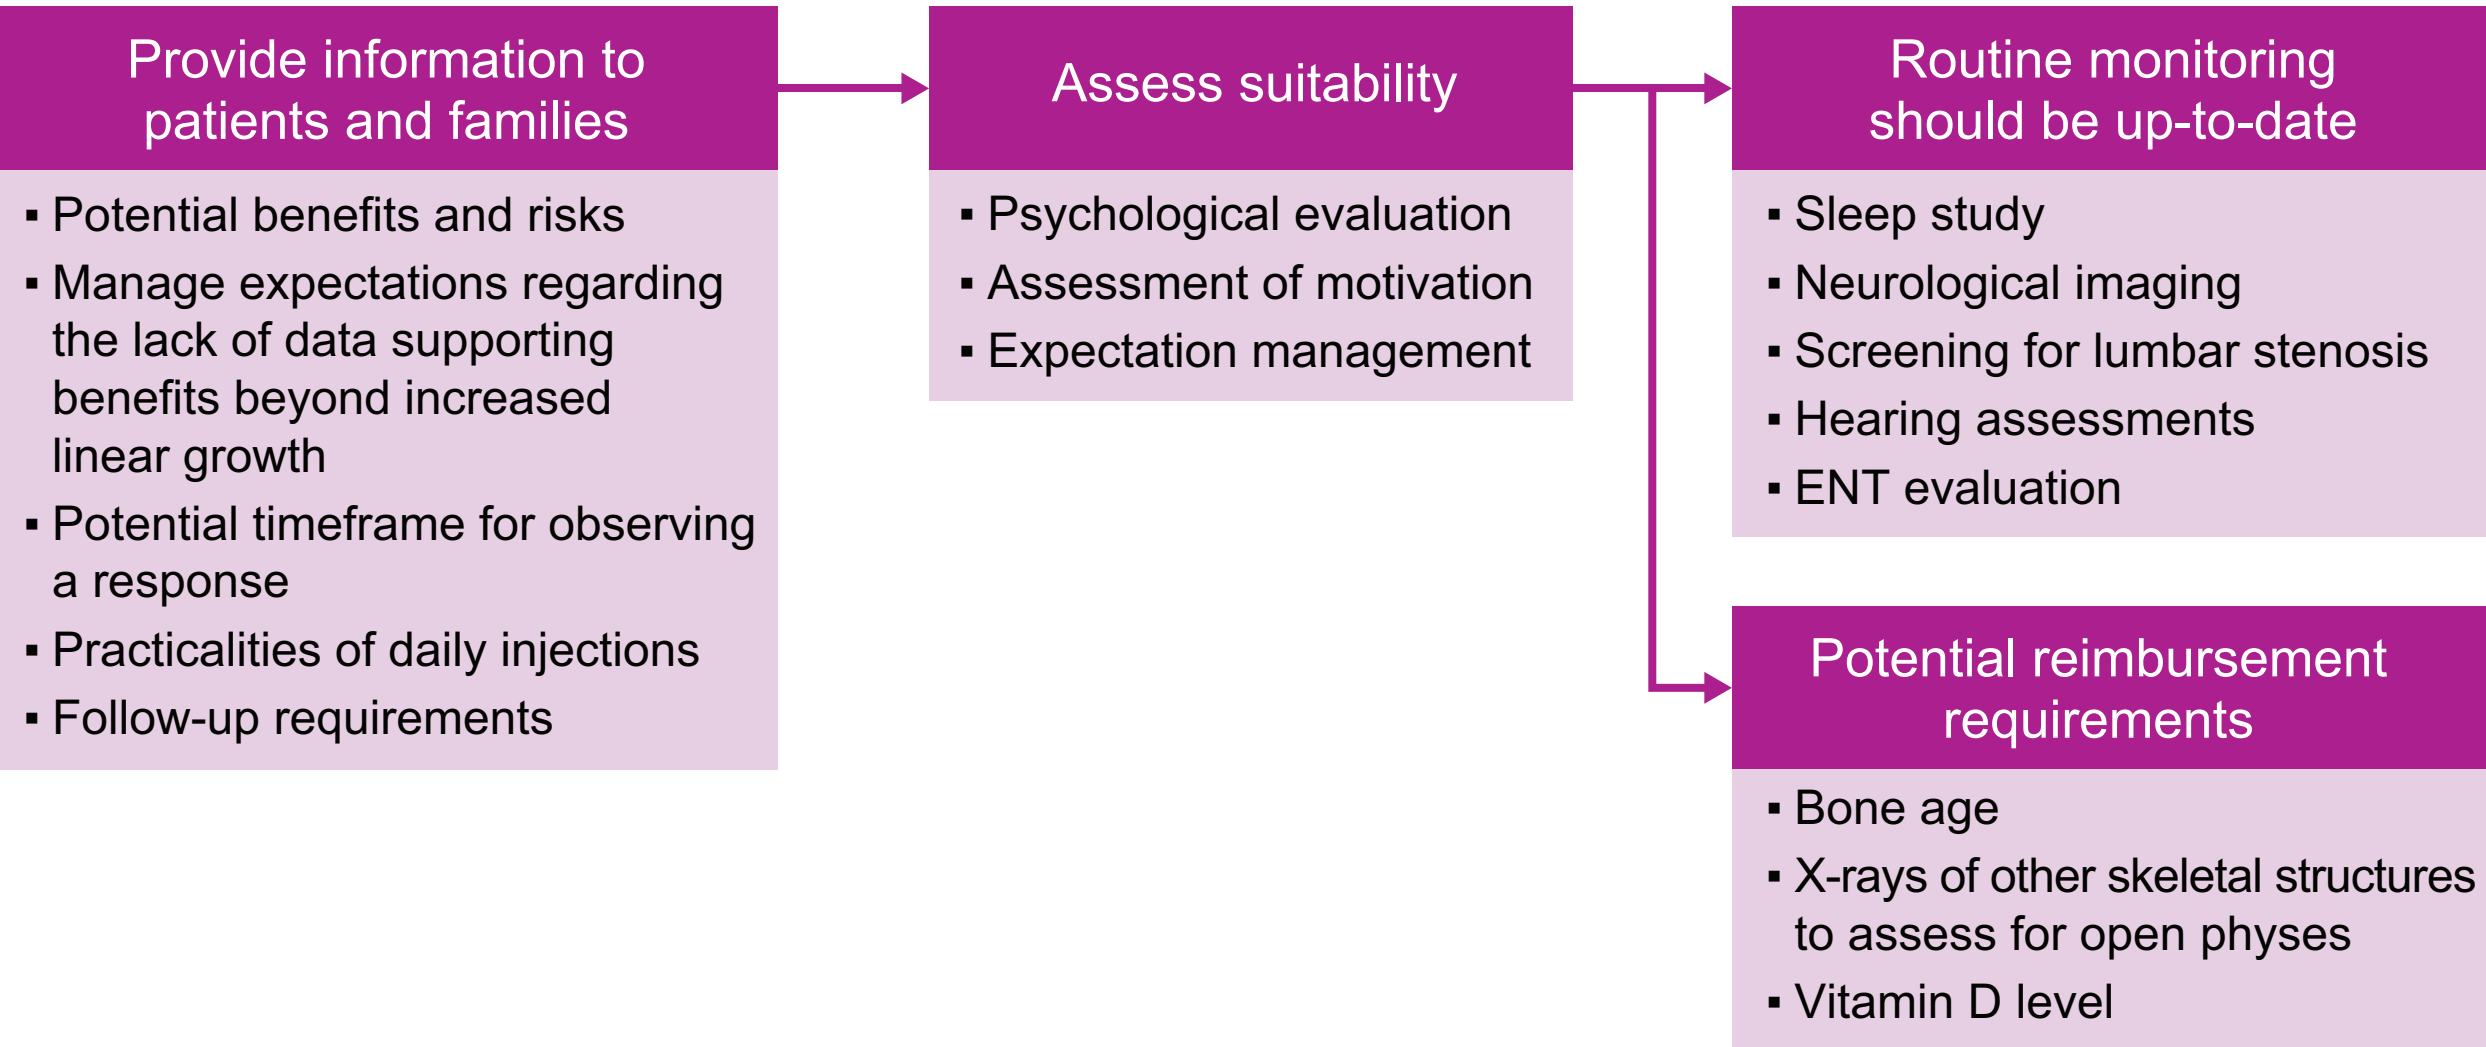 Provide information to
patients and families
▪ Potential benefits and risks
▪ Manage expectations regarding
the lack of data supporting
benefits beyond increased
linear growth
▪ Potential timeframe for observing
a response
▪ Practicalities of daily injections
▪ Follow-up requirements
Assess suitability
▪ Psychological evaluation
▪ Assessment of motivation
▪ Expectation management
Routine monitoring
should be up-to-date
▪ Sleep study
▪ Neurological imaging
▪ Screening for lumbar stenosis
▪ Hearing assessments
▪ ENT evaluation
Potential reimbursement
requirements
▪ Bone age
▪ X-rays of other skeletal structures
to assess for open physes
▪ Vitamin D level